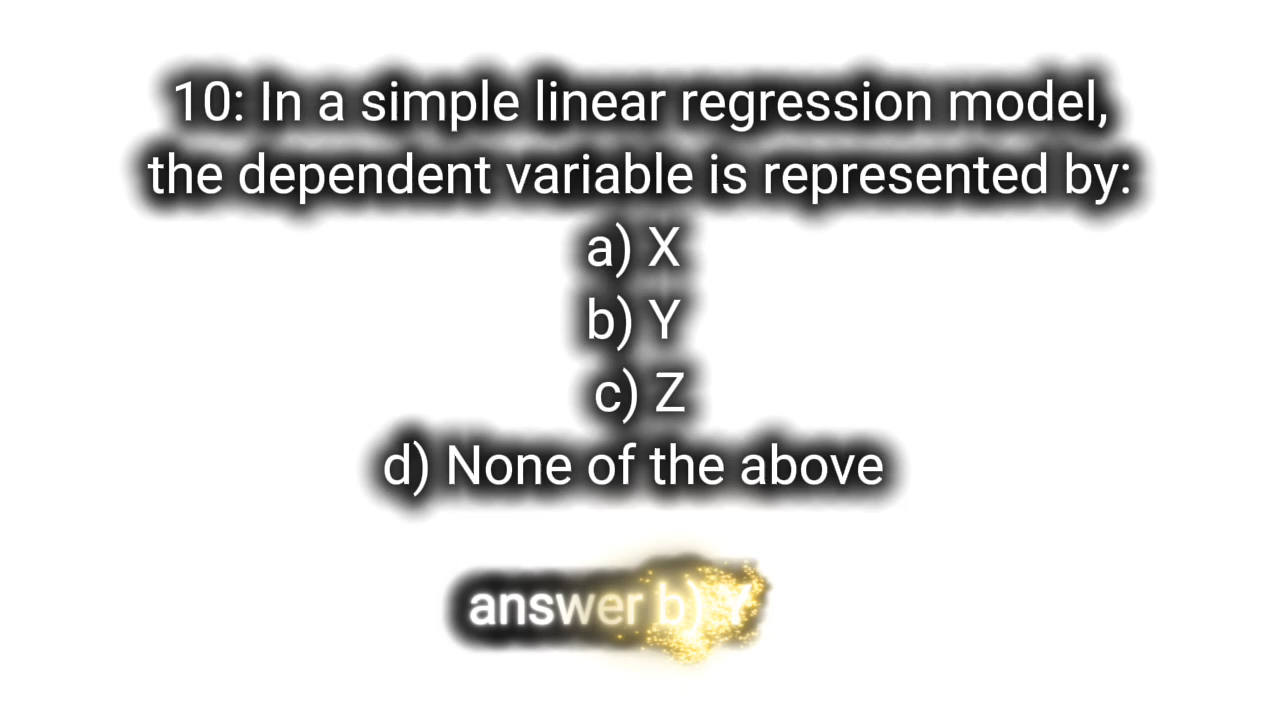 10: In a simple linear regression model,
the dependent variable is represented by:
a) X
b) Y
c) Z
d) None of the above
answer b) Y